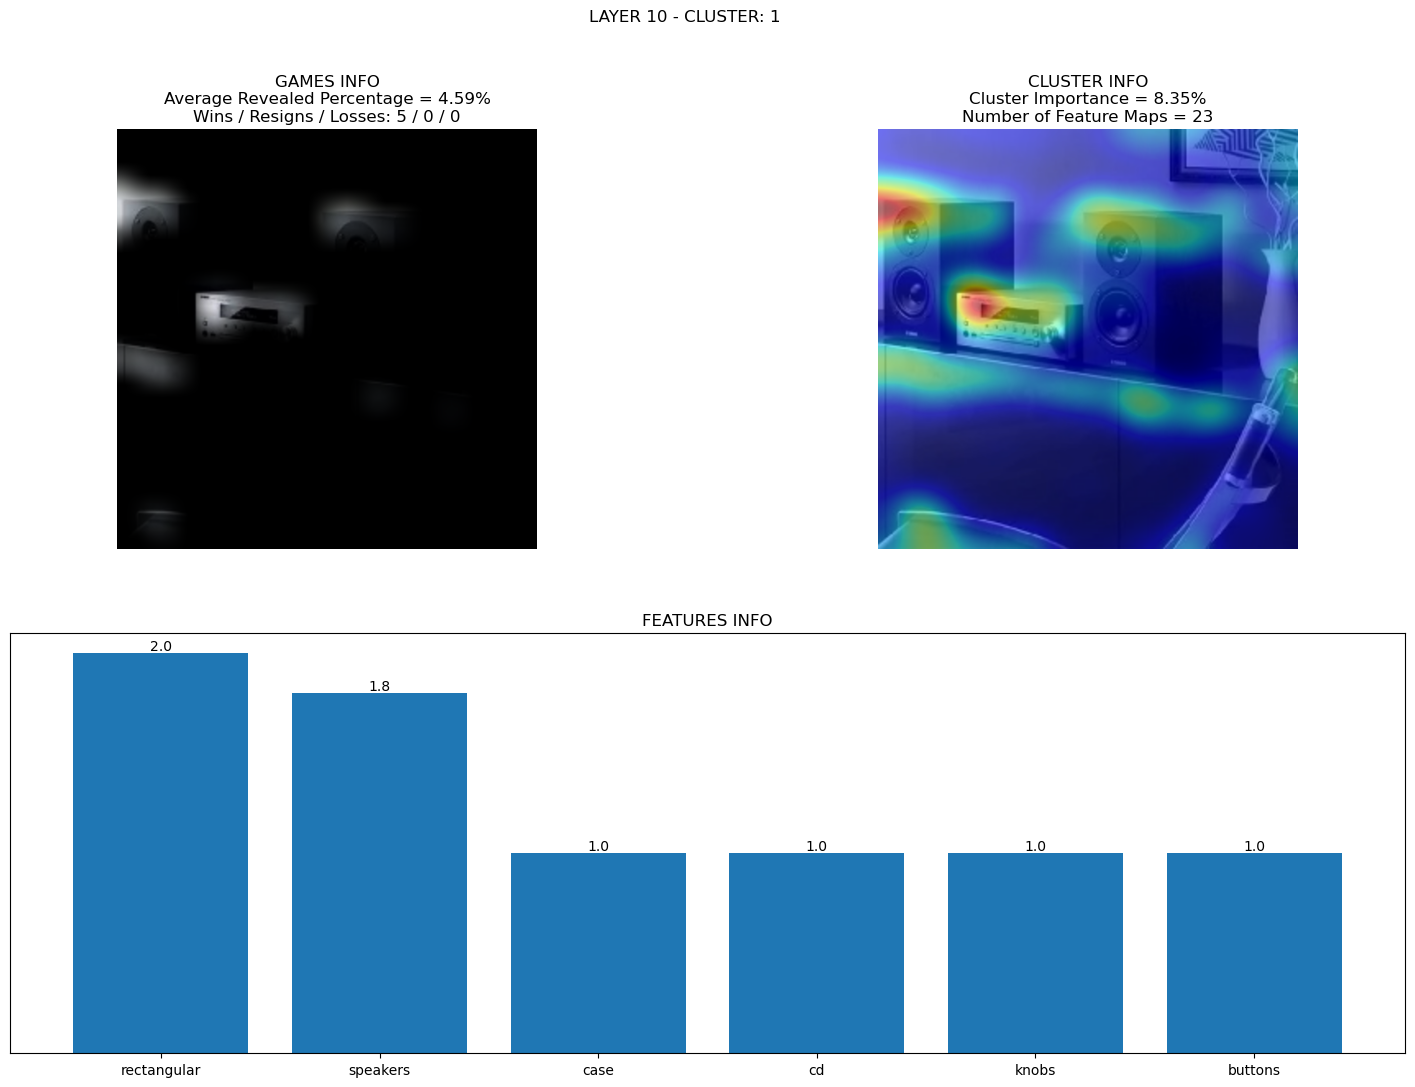 LAYER 10 - CLUSTER: 1
GAMES INFO
Average Revealed Percentage = 4.59%
Wins / Resigns / Losses: 5 / 0 / 0
CLUSTER INFO
Cluster Importance = 8.35%
Number of Feature Maps = 23
FEATURES INFO
2.0
1.8
1.0
1.0
1.0
1.0
rectangular
speakers
case
cd
knobs
buttons